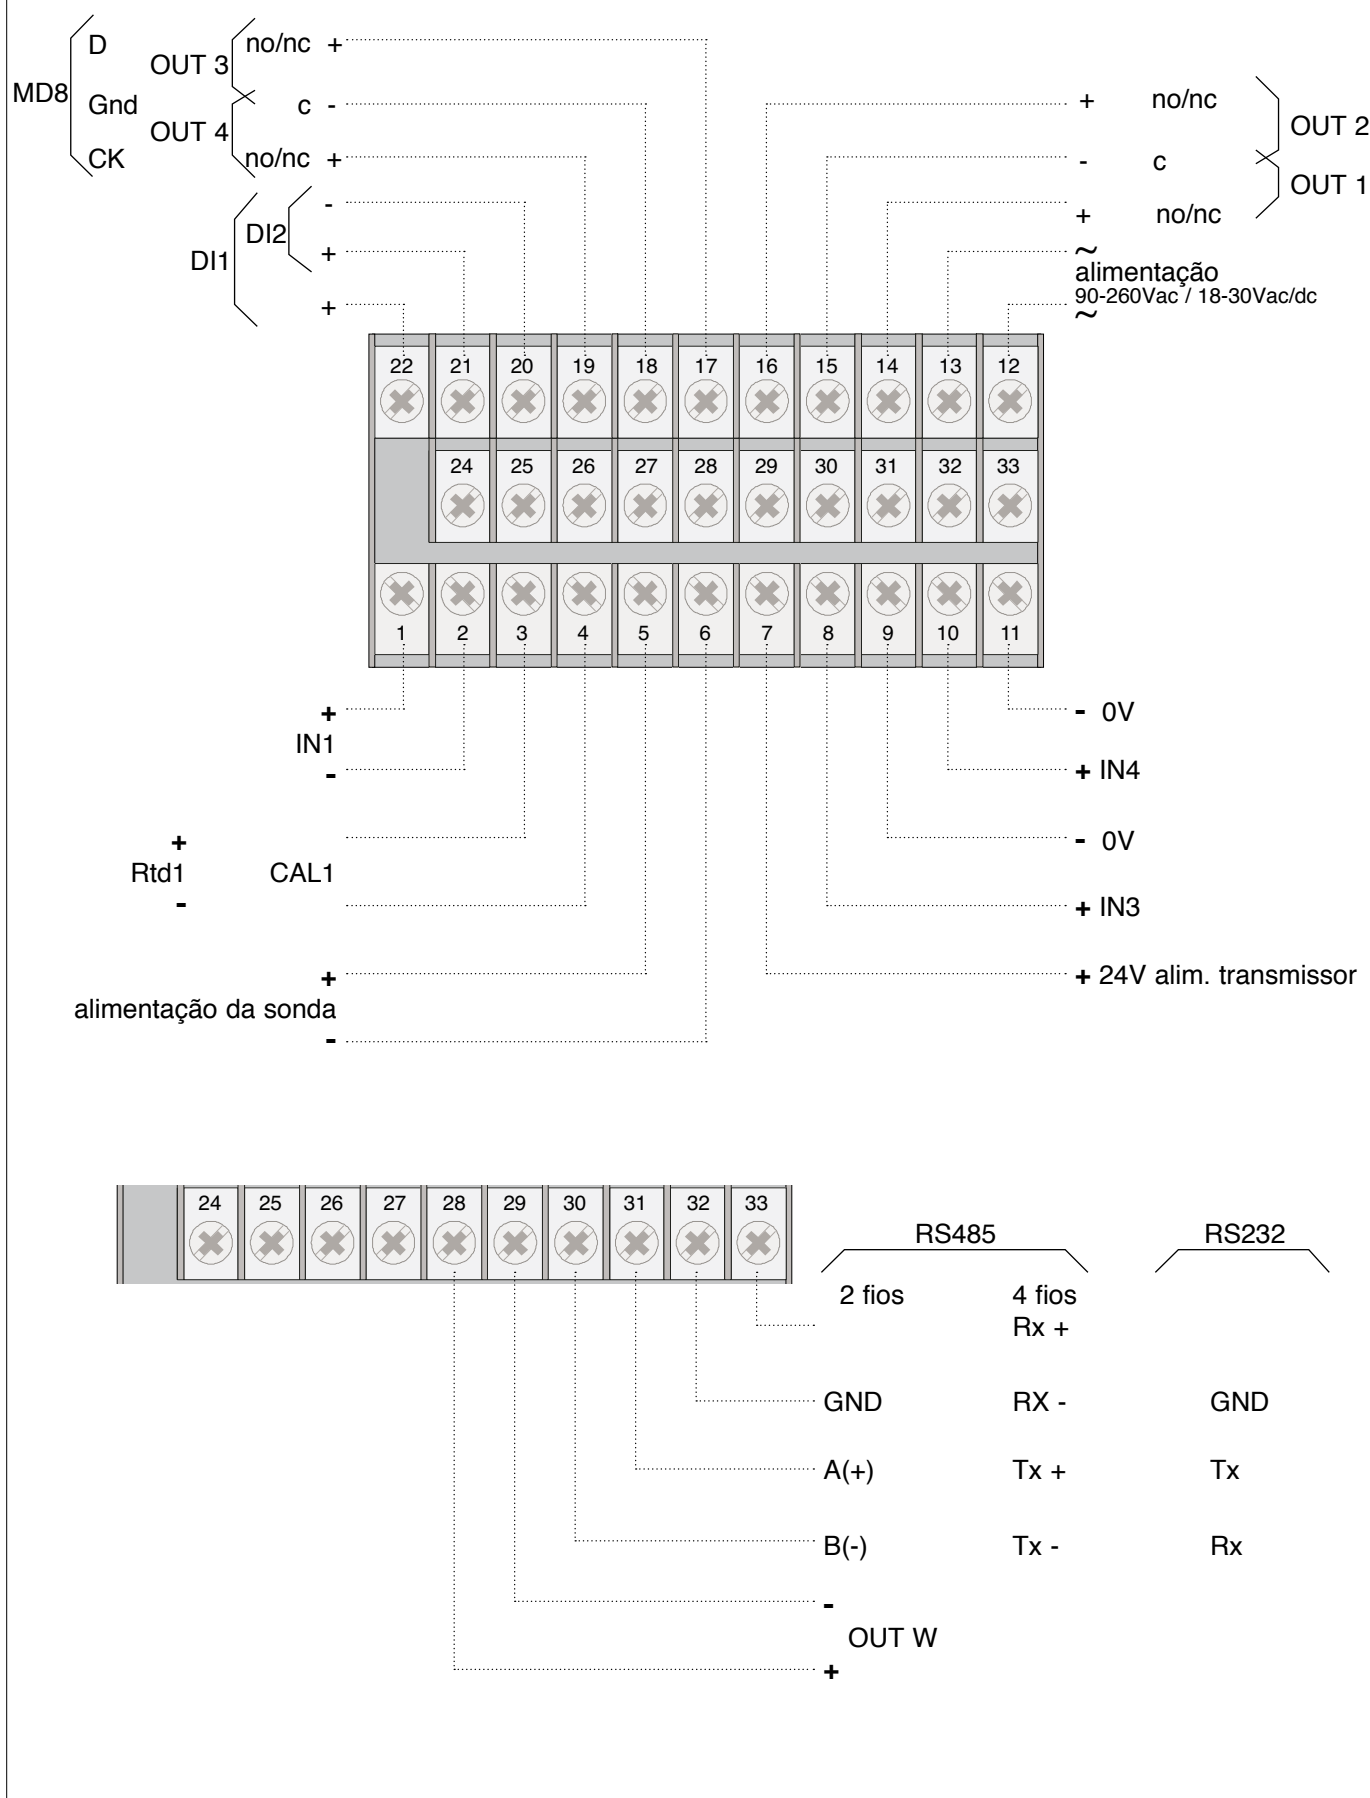 D
OUT 3
no/nc +
MD8
Gnd
c -
OUT 4
CK
no/nc +
-
DI2
DI1
+
+
+ no/nc
OUT 2
- c
OUT 1
+ no/nc
~
alimentação
90-260Vac / 18-30Vac/dc
~
22 21 20 19 18 17 16 15 14 13 12
24 25 26 27 28 29 30 31 32 33
1 2 3 4 5 6 7 8 9 10 11
+
IN1
-
+
Rtd1 CAL1
-
+
alimentação da sonda
-
- 0V
+ IN4
- 0V
+ IN3
+ 24V alim. transmissor
24 25 26 27 28 29 30 31 32 33
RS485 RS232
2 fios 4 fios
Rx +
GND RX - GND
A(+) Tx + Tx
B(-) Tx - Rx
-
OUT W
+